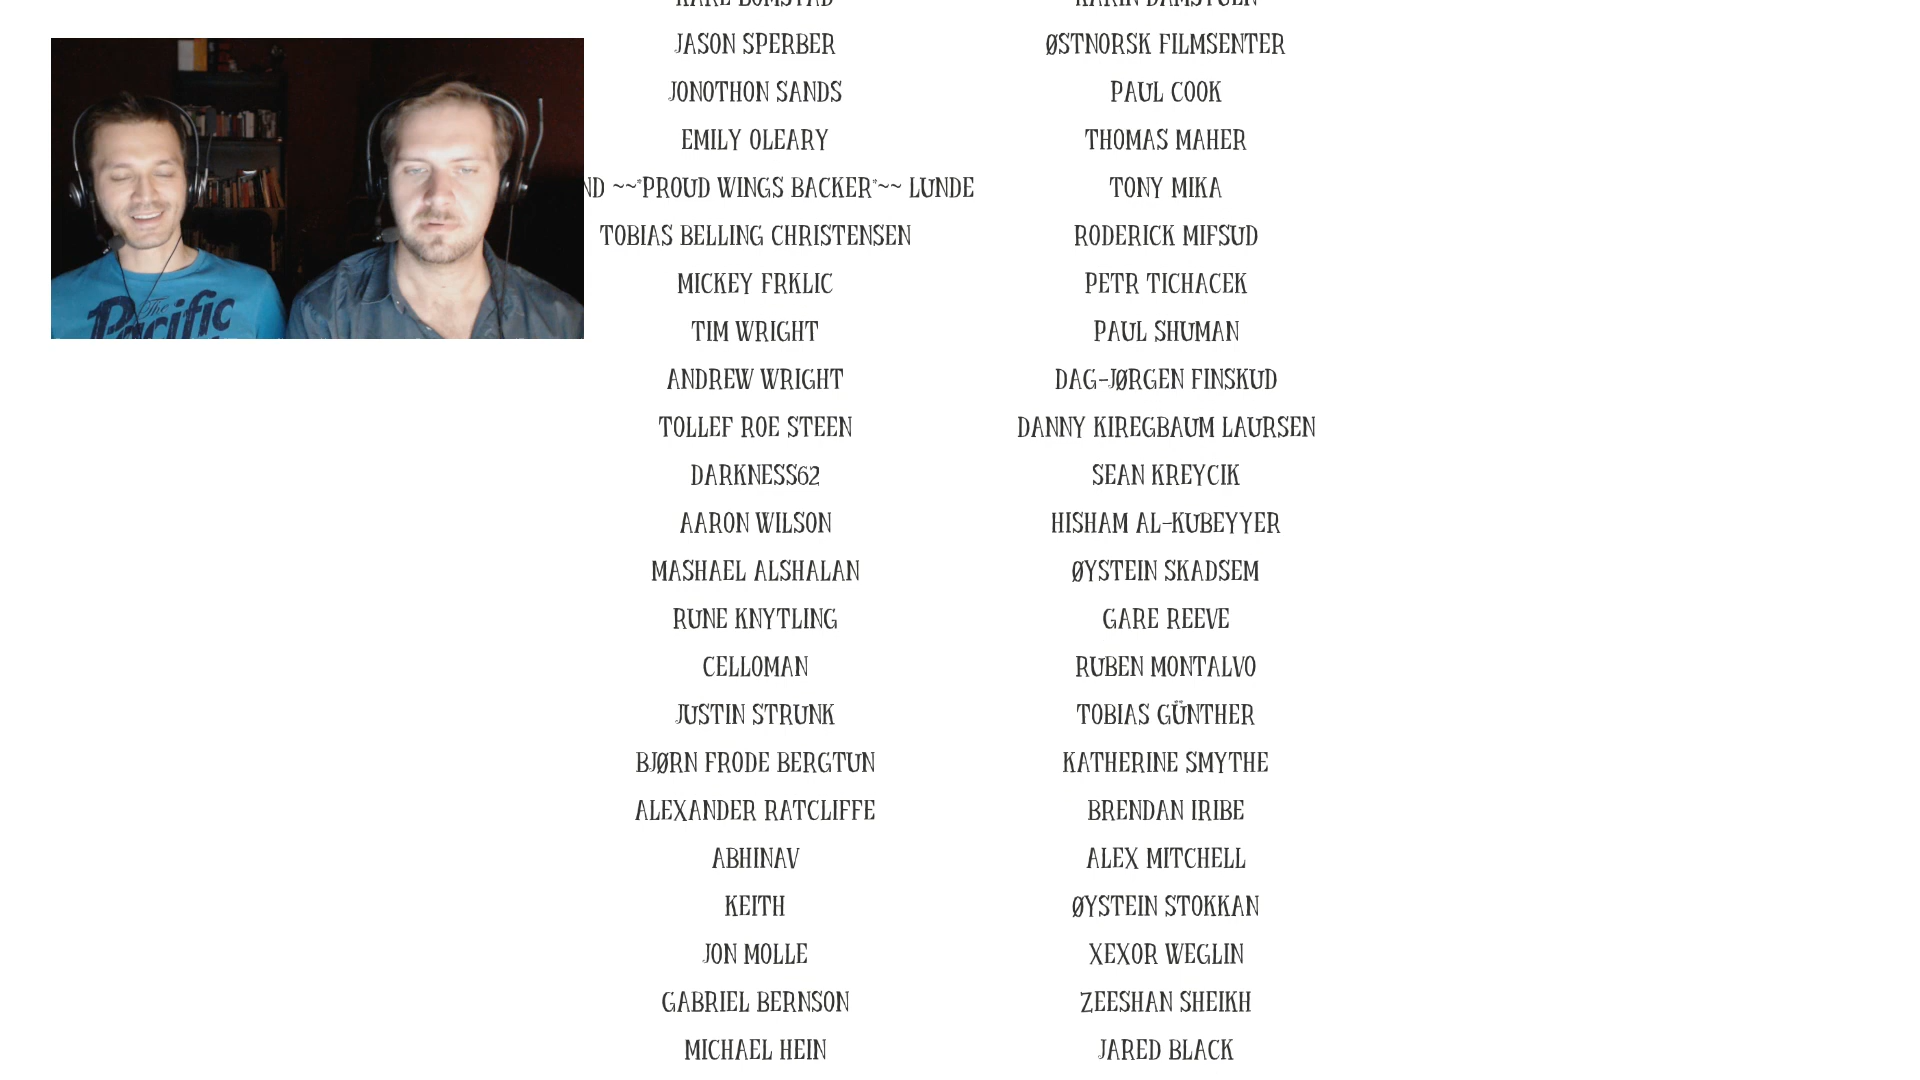 JASON SPERBER
JONOTHON SANDS
EMILY OLEARY
ND ~~*PROUD WINGS BACKER*~~ LUNDE
TOBIAS BELLING CHRISTENSEN
MICKEY FRKLIC
TIM WRIGHT
ANDREW WRIGHT
TOLLEF ROE STEEN
DARKNESS62
AARON WILSON
MASHAEL ALSHALAN
RUNE KNYTLING
CELLOMAN
JUSTIN STRUNK
BJØRN FRODE BERGTUN
ALEXANDER RATCLIFFE
ABHINAV
KEITH
JON MOLLE
GABRIEL BERNSON
MICHAEL HEIN
ØSTNORSK FILMSENTER
PAUL COOK
THOMAS MAHER
TONY MIKA
RODERICK MIFSUD
PETR TICHACEK
PAUL SHUMAN
DAG-JØRGEN FINSKUD
DANNY KIREGBAUM LAURSEN
SEAN KREYCIK
HISHAM AL-KUBEYYER
ØYSTEIN SKADSEM
GARE REEVE
RUBEN MONTALVO
TOBIAS GÜNTHER
KATHERINE SMYTHE
BRENDAN IRIBE
ALEX MITCHELL
ØYSTEIN STOKKAN
XEXOR WEGLIN
ZEESHAN SHEIKH
JARED BLACK
The
Pacific